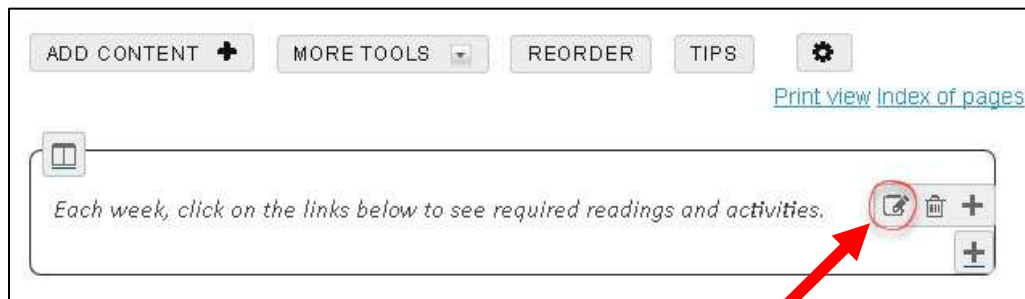 ADD CONTENT MORE TOOLS REORDER TIPS
Print view Index of pages
Each week, click on the links below to see required readings and activities.